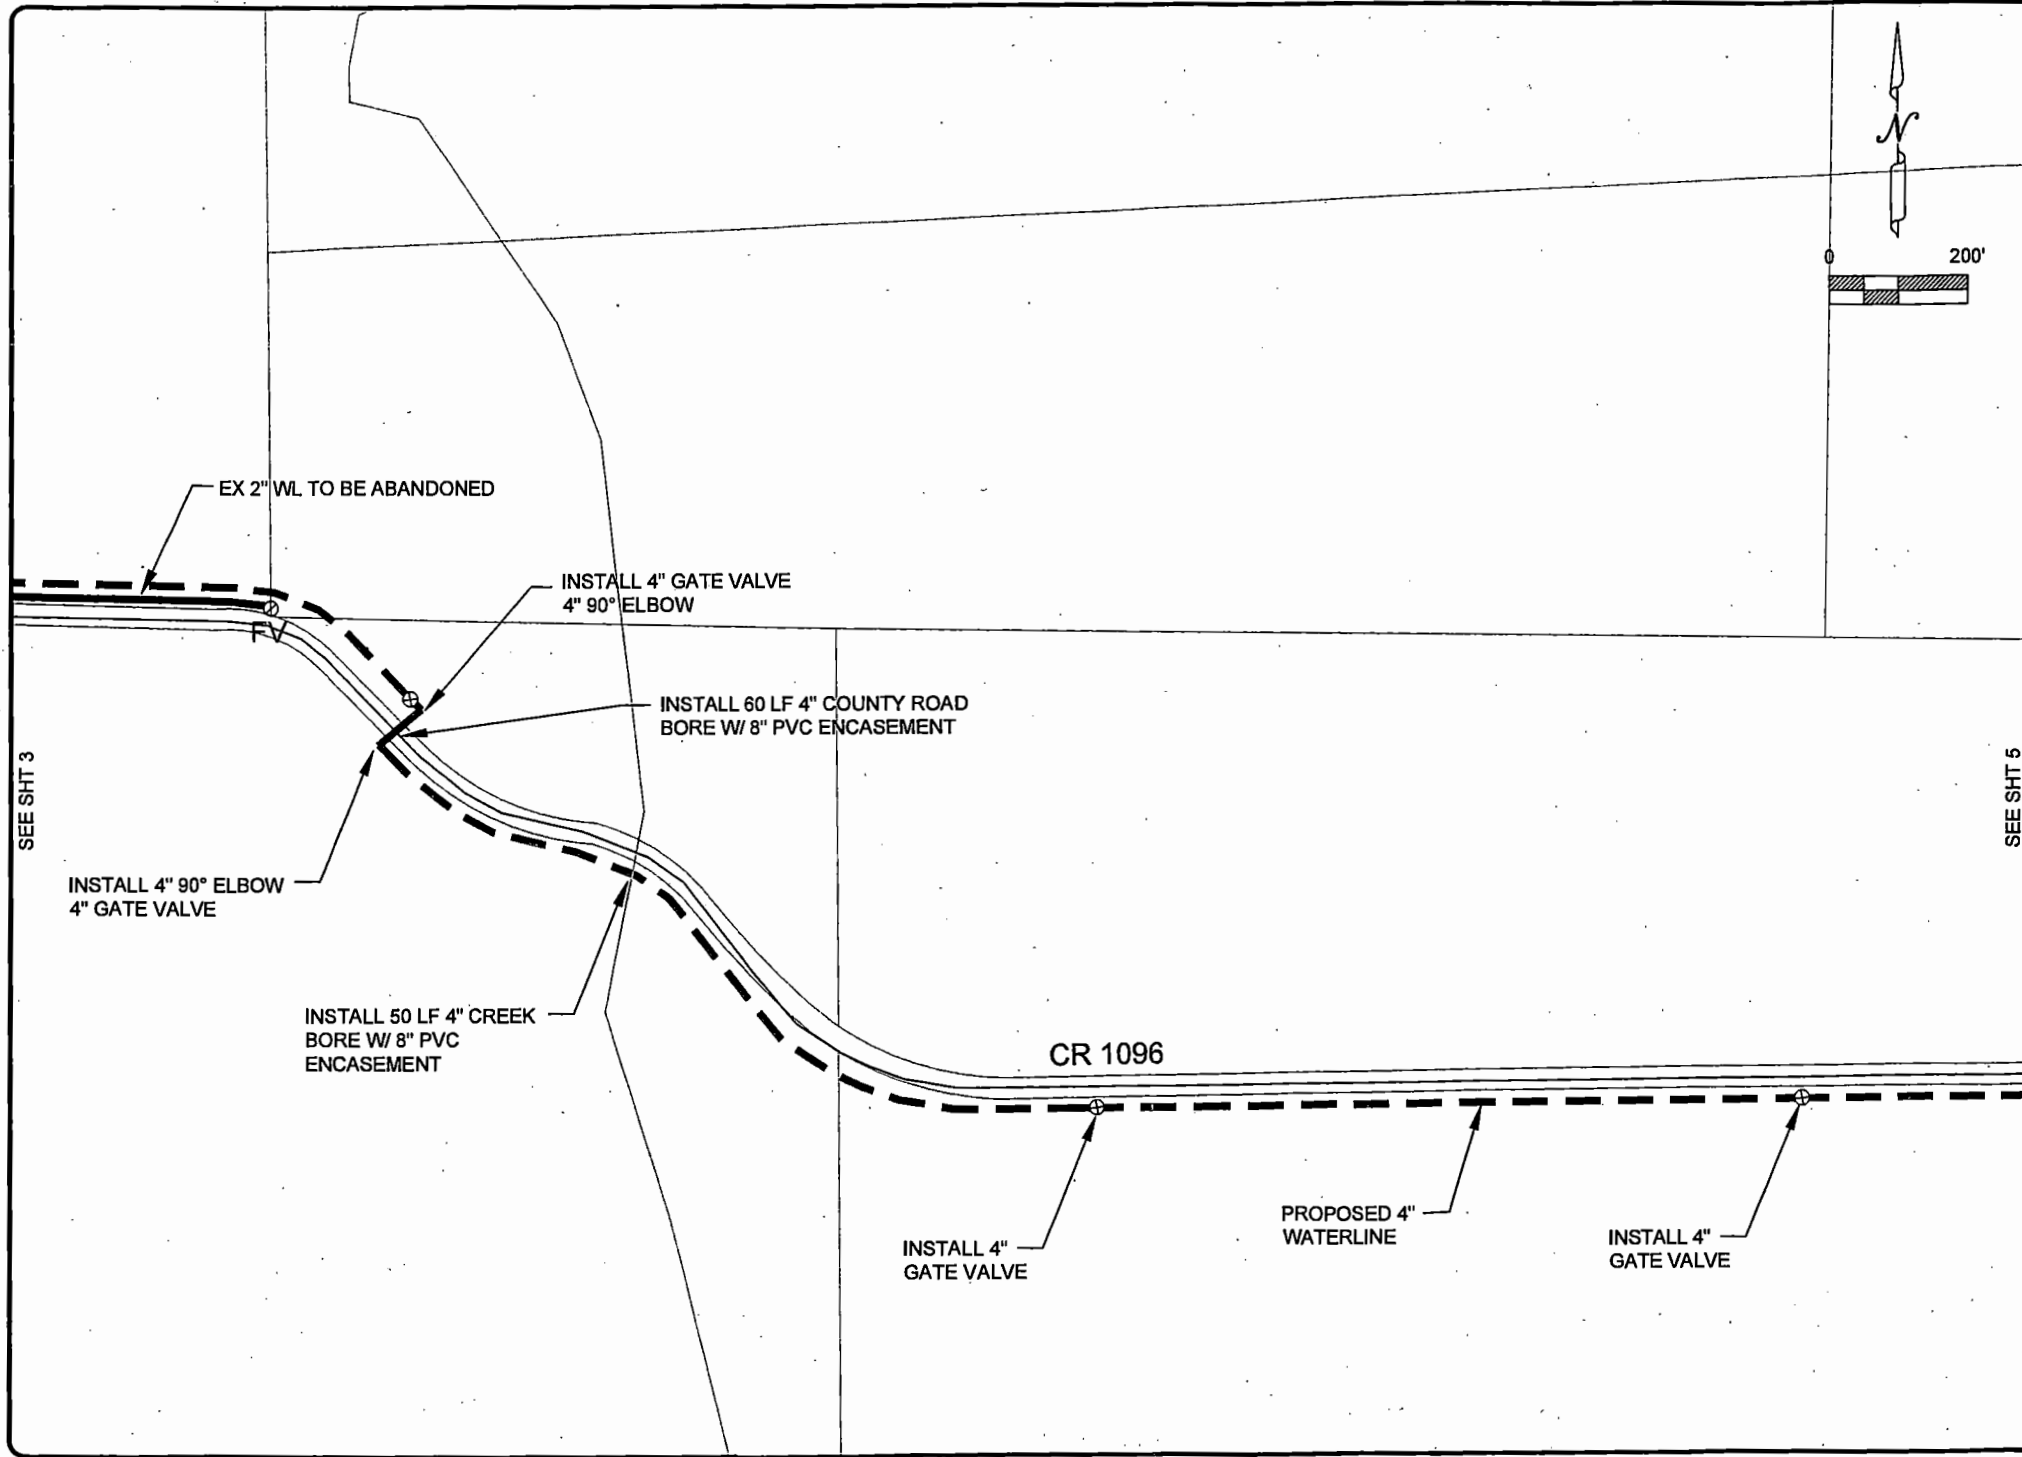 N
0 200'
EX 2" WL TO BE ABANDONED
INSTALL 4" GATE VALVE
4" 90° ELBOW
FV
INSTALL 60 LF 4" COUNTY ROAD
BORE W/ 8" PVC ENCASEMENT
SEE SHT 3
SEE SHT 5
INSTALL 4" 90° ELBOW
4" GATE VALVE
INSTALL 50 LF 4" CREEK
BORE W/ 8" PVC
ENCASEMENT
CR 1096
INSTALL 4"
GATE VALVE
PROPOSED 4"
WATERLINE
INSTALL 4"
GATE VALVE